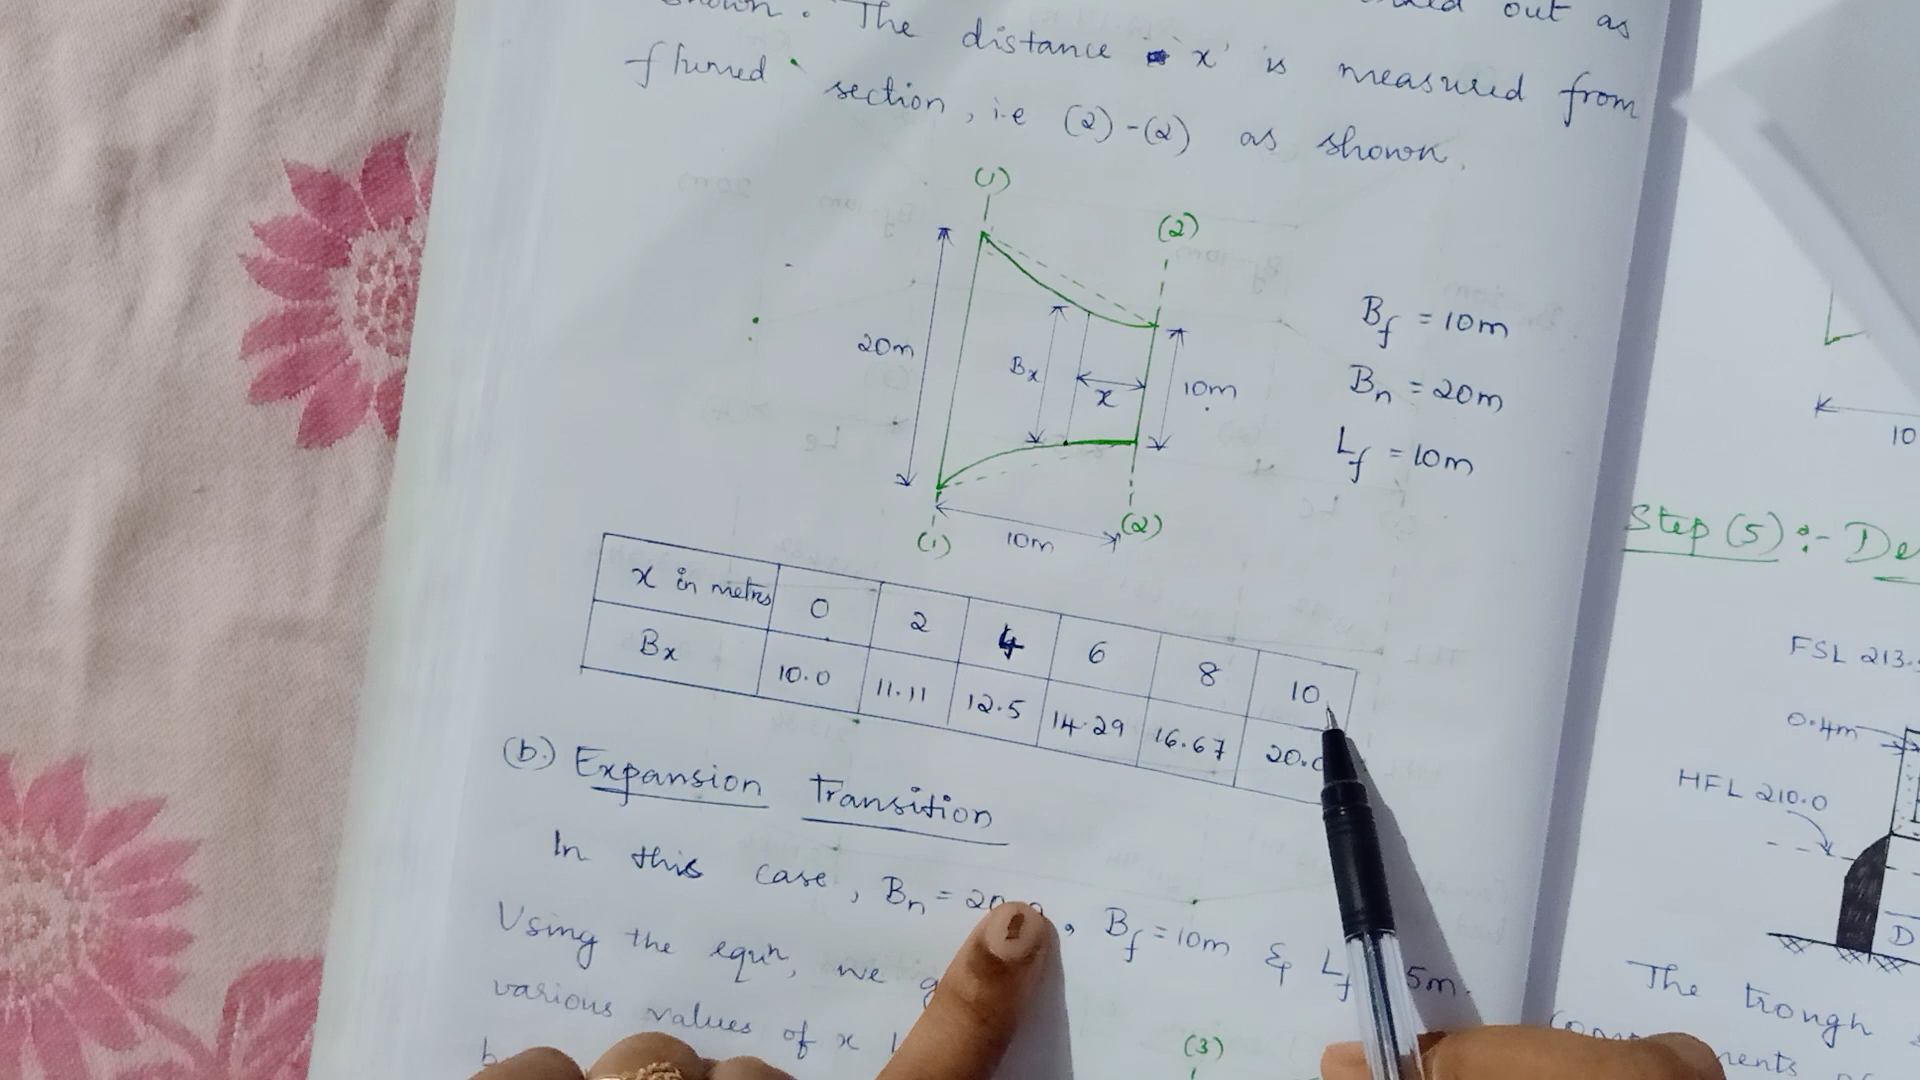 shown. The out as
distance 'x' is measured from
flumed section, i.e (2)-(2) as shown.
(1)
(2)
20m
Bx
x
10m
Bf = 10m
Bn = 20m
Lf = 10m
(1)
10m
(2)
x in metres 0 2 4 6 8 10
Bx 10.0 11.11 12.5 14.29 16.67
(b.) Expansion Transition
In this case, Bn = , Bf = 10m & Lf
Using the equn, we
various values of x
(3)
10
Step (5) :-
FSL 213.
0.4m
HFL 210.0
D
The trough